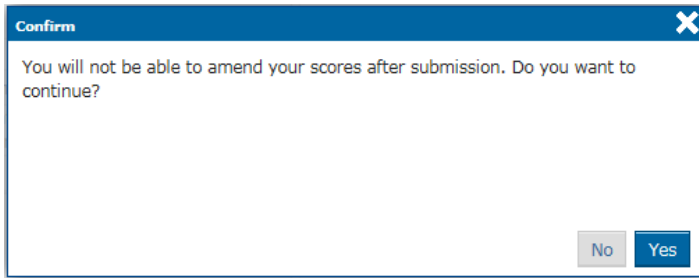 Confirm
You will not be able to amend your scores after submission. Do you want to
continue?
No Yes